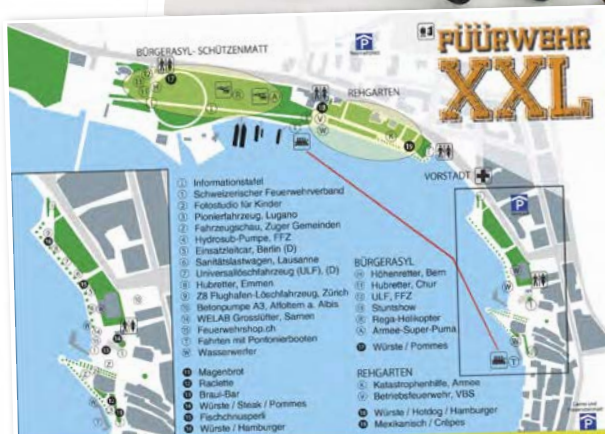 BÜRGERASYL- SCHÜTZENMATT
FÜÜRWEHR
XXL
REHGARTEN
VORSTADT
Informationstafel
Schweizerischer Feuerwehrverband
Fotostudio für Kinder
Pionierfahrzeug, Lugano
Fahrzeugschau, Zuger Gemeinden
Hydrosub-Pumpe, FFZ
Einsatzleitcar, Berlin (D)
Sanitätslastwagen, Lausanne
Universallöschfahrzeug (ULF), (D)
Hubretter, Emmen
Z8 Flughafen-Löschfahrzeug, Zürich
Betonpumpe A3, Affoltern a. Albis
WELAB Grosslüfter, Sarnen
Feuerwehrshop.ch
Fahrten mit Pontonierbooten
Wasserwerfer
Magenbrot
Raclette
Braui-Bar
Würste / Steak / Pommes
Fischchnusperli
Würste / Hamburger
BÜRGERASYL
Höhenretter, Bern
Hubretter, Chur
ULF, FFZ
Stuntshow
Rega-Helikopter
Armee-Super-Puma
Würste / Pommes
REHGARTEN
Katastrophenhilfe, Armee
Betriebsfeuerwehr, VBS
Würste / Hotdog / Hamburger
Mexikanisch / Crêpes